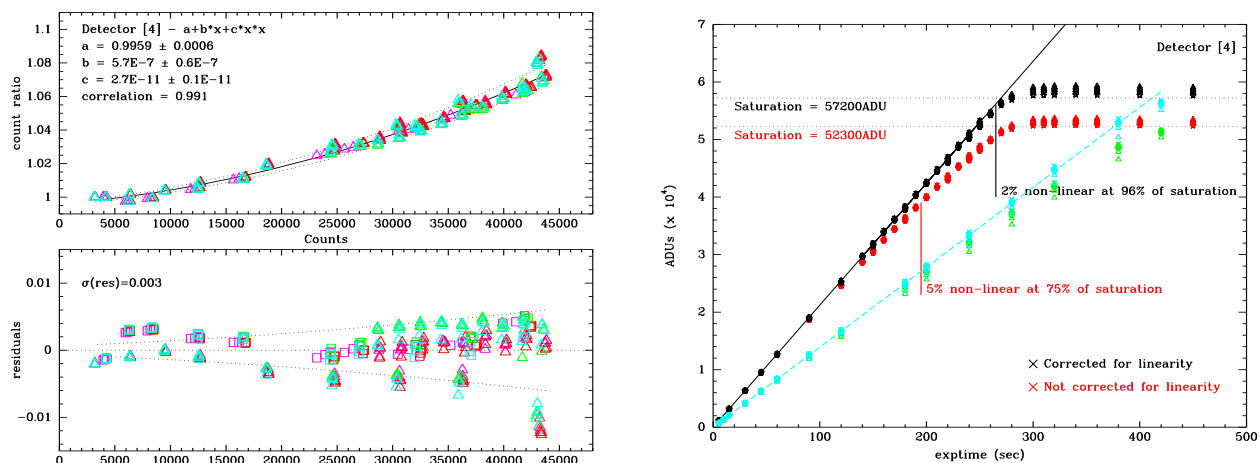 Detector [4] - a+b*x+c*x*x
a = 0.9959 ± 0.0006
b = 5.7E-7 ± 0.6E-7
c = 2.7E-11 ± 0.1E-11
correlation = 0.991
count ratio
1.1
1.08
1.06
1.04
1.02
1
0 5000 10000 15000 20000 25000 30000 35000 40000 45000
Counts
σ(res)=0.003
residuals
0.01
0
-0.01
0 5000 10000 15000 20000 25000 30000 35000 40000 45000
Detector [4]
ADUs (x 10⁴)
7
6
5
4
3
2
1
0
Saturation = 57200ADU
Saturation = 52300ADU
2% non-linear at 96% of saturation
5% non-linear at 75% of saturation
Corrected for linearity
Not corrected for linearity
0 100 200 300 400 500
exptime (sec)